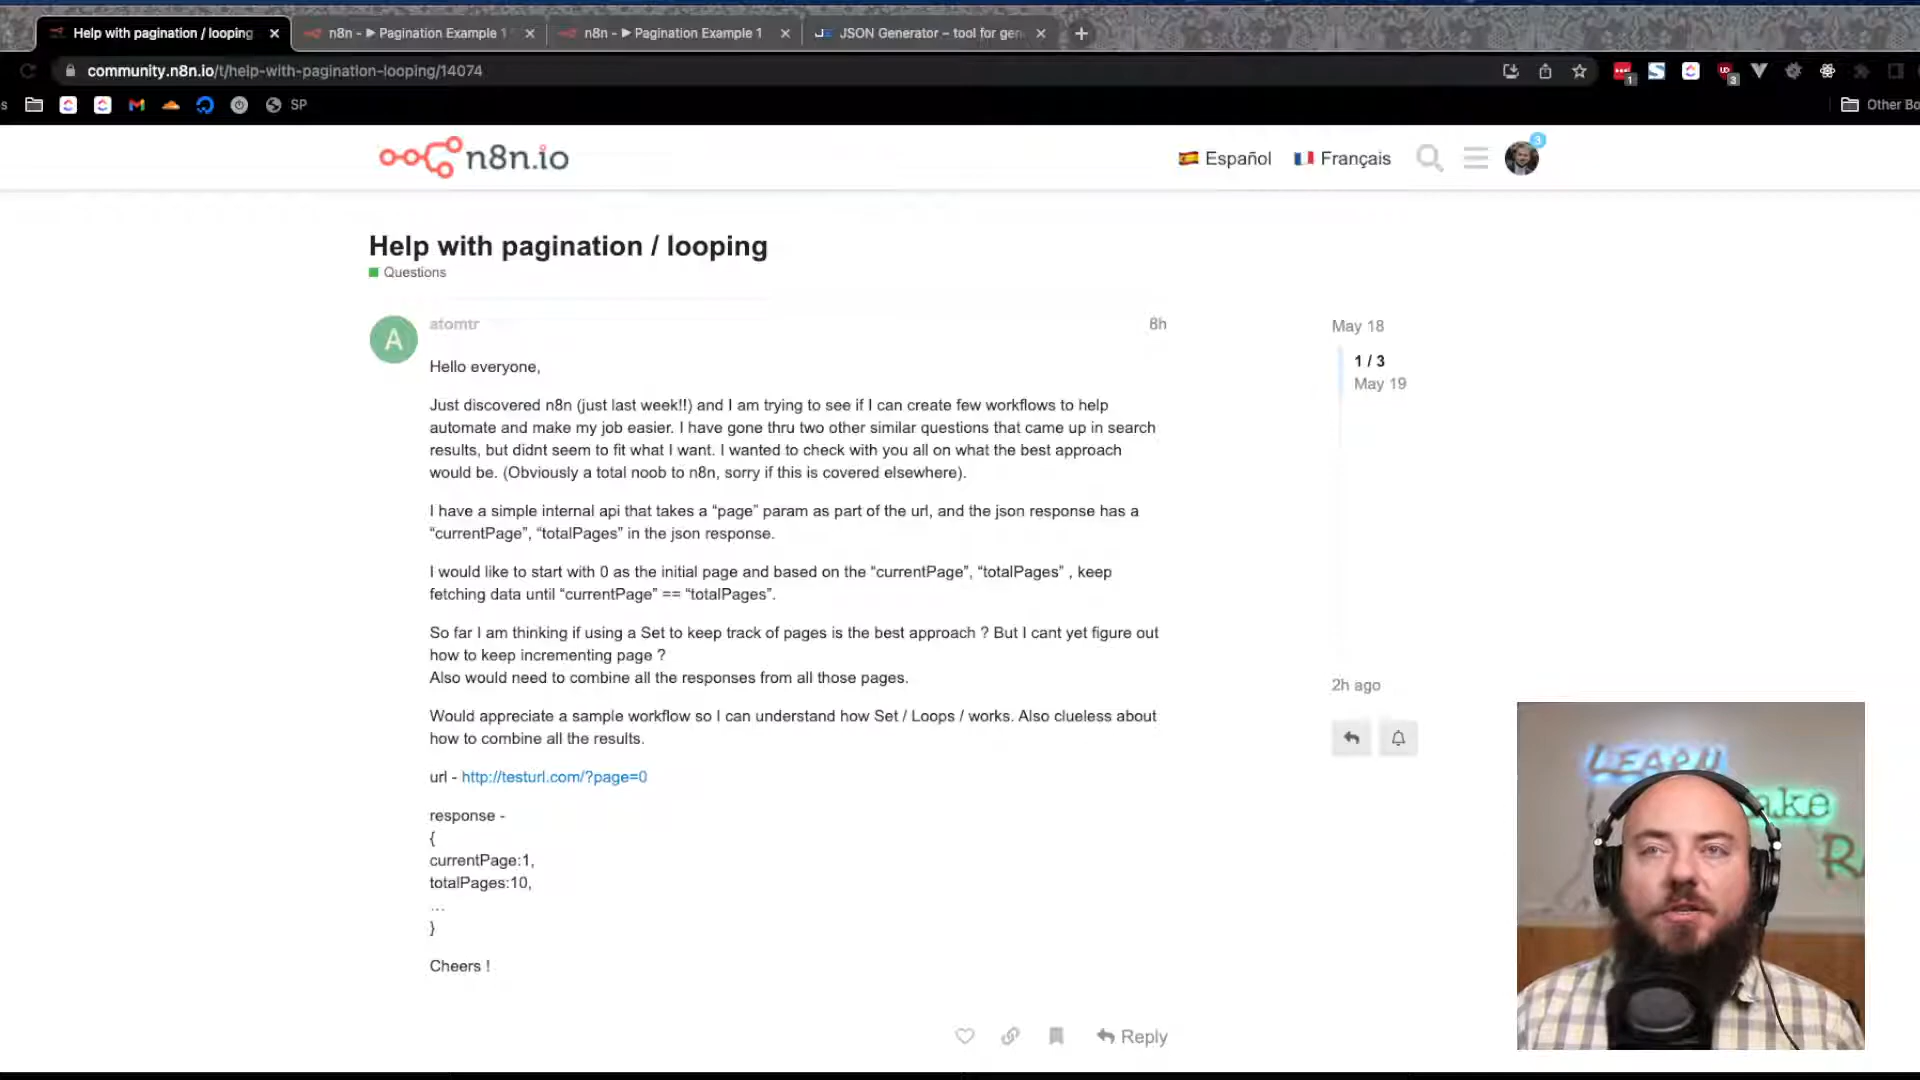 Help with pagination / looping
n8n - ▶ Pagination Example 1
n8n - ▶ Pagination Example 1
JSON Generator – tool for gen
community.n8n.io/t/help-with-pagination-looping/14074
1
3
SP
Other Bo
n8n.io
Español
Français
3
Help with pagination / looping
Questions
A
atomtr
8h
Hello everyone,
Just discovered n8n (just last week!!) and I am trying to see if I can create few workflows to help
automate and make my job easier. I have gone thru two other similar questions that came up in search
results, but didnt seem to fit what I want. I wanted to check with you all on what the best approach
would be. (Obviously a total noob to n8n, sorry if this is covered elsewhere).
I have a simple internal api that takes a “page” param as part of the url, and the json response has a
“currentPage”, “totalPages” in the json response.
I would like to start with 0 as the initial page and based on the “currentPage”, “totalPages” , keep
fetching data until “currentPage” == “totalPages”.
So far I am thinking if using a Set to keep track of pages is the best approach ? But I cant yet figure out
how to keep incrementing page ?
Also would need to combine all the responses from all those pages.
Would appreciate a sample workflow so I can understand how Set / Loops / works. Also clueless about
how to combine all the results.
url - http://testurl.com/?page=0
response -
{
currentPage:1,
totalPages:10,
…
}
Cheers !
Reply
May 18
1 / 3
May 19
2h ago
LEARN
ake